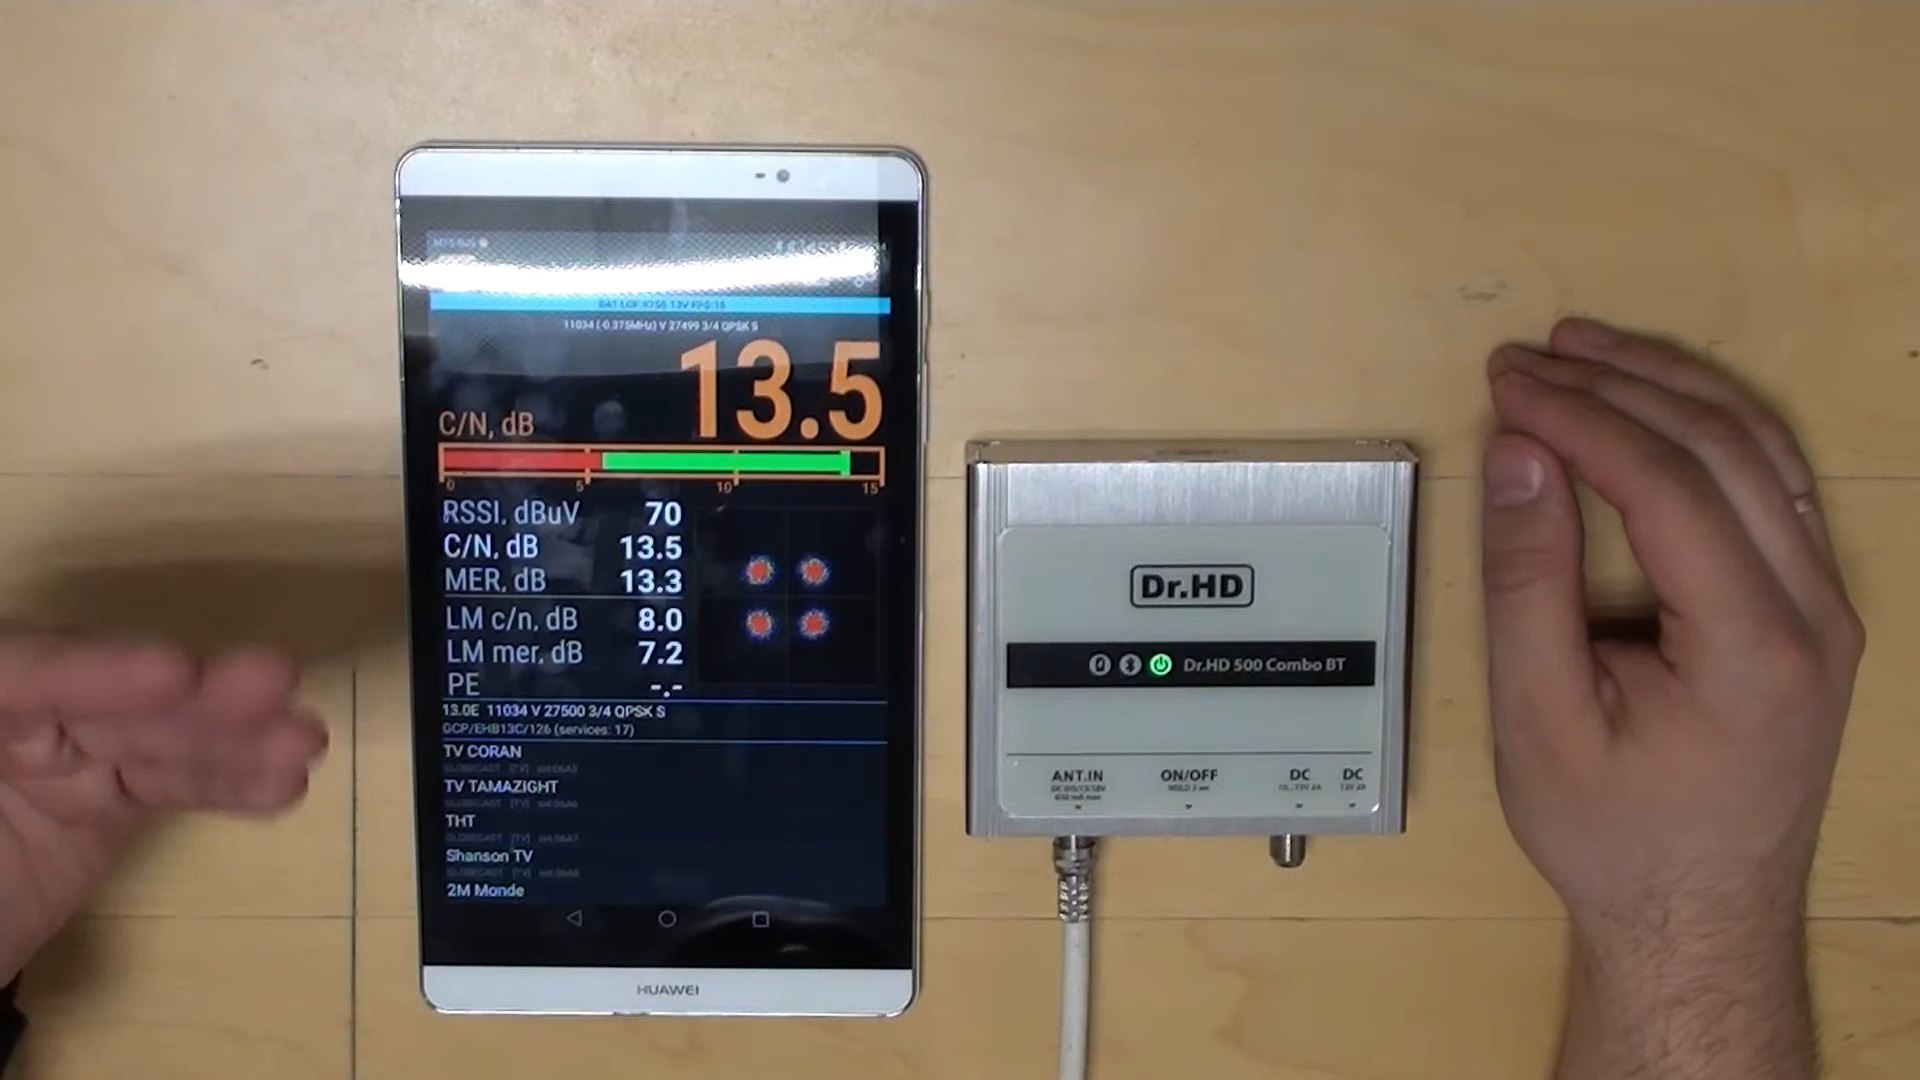 11034 (-0.375MHz) V 27499 3/4 QPSK S
13.5
C/N, dB
0 5 10 15
RSSI, dBuV 70
C/N, dB 13.5
MER, dB 13.3
LM c/n, dB 8.0
LM mer, dB 7.2
PE -.-
13.0E 11034 V 27500 3/4 QPSK S
GCP/EHB13C/126 (services: 17)
TV CORAN
TV TAMAZIGHT
THT
Shanson TV
2M Monde
HUAWEI
Dr.HD
Dr.HD 500 Combo BT
ANT.IN ON/OFF DC DC